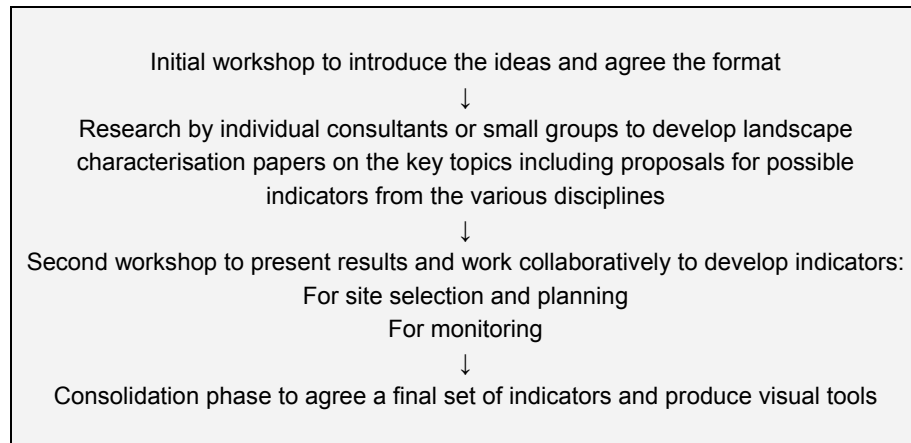 Initial workshop to introduce the ideas and agree the format
↓
Research by individual consultants or small groups to develop landscape
characterisation papers on the key topics including proposals for possible
indicators from the various disciplines
↓
Second workshop to present results and work collaboratively to develop indicators:
For site selection and planning
For monitoring
↓
Consolidation phase to agree a final set of indicators and produce visual tools